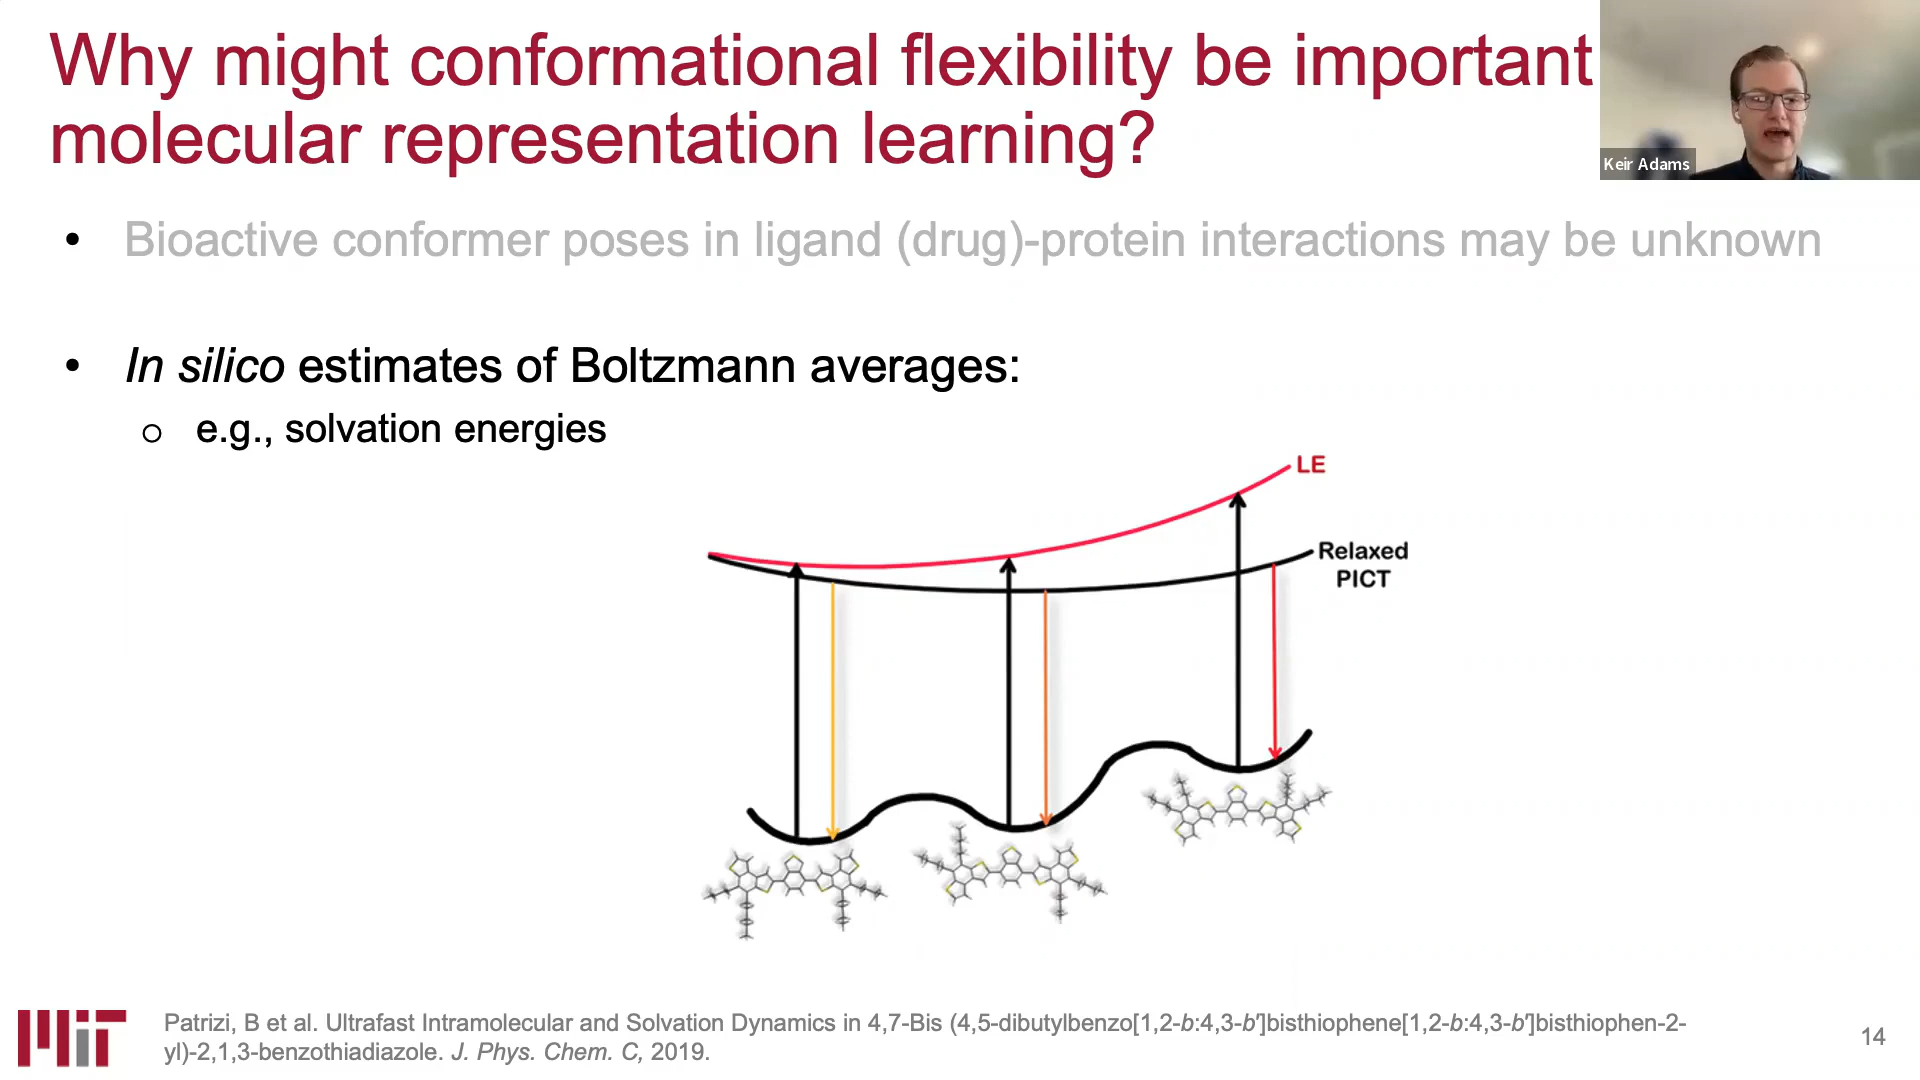 Why might conformational flexibility be important
molecular representation learning?
Keir Adams
• Bioactive conformer poses in ligand (drug)-protein interactions may be unknown
• In silico estimates of Boltzmann averages:
o e.g., solvation energies
LE
Relaxed
PICT
MIT
Patrizi, B et al. Ultrafast Intramolecular and Solvation Dynamics in 4,7-Bis (4,5-dibutylbenzo[1,2-b:4,3-b′]bisthiophene[1,2-b:4,3-b′]bisthiophen-2-
yl)-2,1,3-benzothiadiazole. J. Phys. Chem. C, 2019.
14